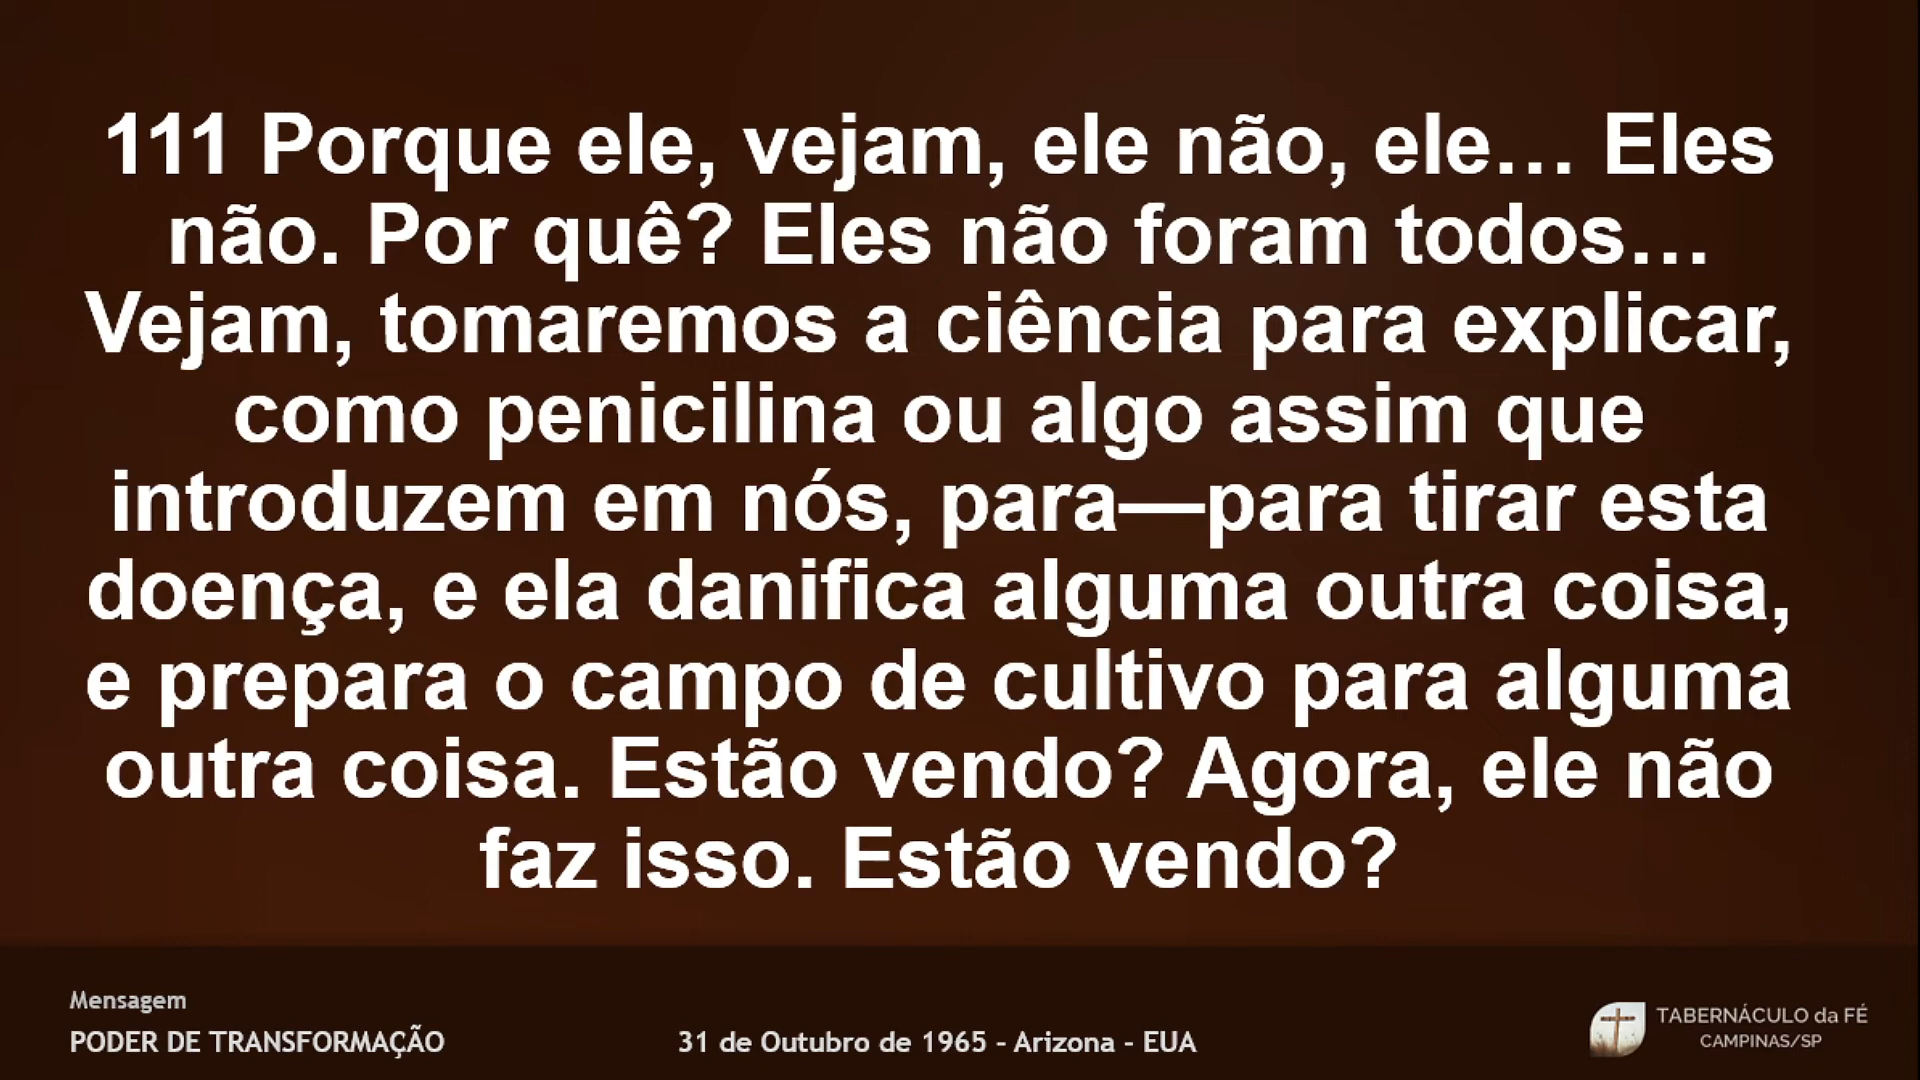 111 Porque ele, vejam, ele não, ele… Eles
não. Por quê? Eles não foram todos…
Vejam, tomaremos a ciência para explicar,
como penicilina ou algo assim que
introduzem em nós, para—para tirar esta
doença, e ela danifica alguma outra coisa,
e prepara o campo de cultivo para alguma
outra coisa. Estão vendo? Agora, ele não
faz isso. Estão vendo?
Mensagem
PODER DE TRANSFORMAÇÃO
31 de Outubro de 1965 - Arizona - EUA
TABERNÁCULO da FÉ
CAMPINAS/SP